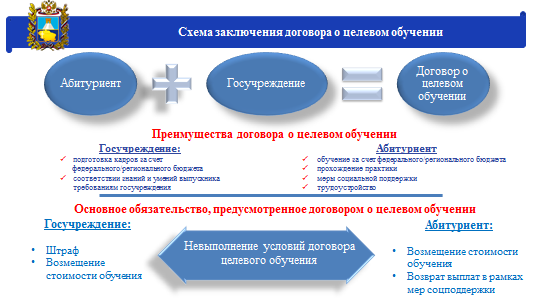 Схема заключения договора о целевом обучении
Абитуриент
Госучреждение
Договор о
целевом
обучении
Преимущества договора о целевом обучении
Госучреждение:
✓ подготовка кадров за счет
федерального/регионального бюджета
✓ соответствии знаний и умений выпускника
требованиям госучреждения
Абитуриент
✓ обучение за счет федерального/регионального бюджета
✓ прохождение практики
✓ меры социальной поддержки
✓ трудоустройство
Основное обязательство, предусмотренное договором о целевом обучении
Госучреждение:
• Штраф
• Возмещение
стоимости обучения
Невыполнение условий договора
целевого обучения
Абитуриент:
• Возмещение стоимости
обучения
• Возврат выплат в рамках
мер соцподдержки